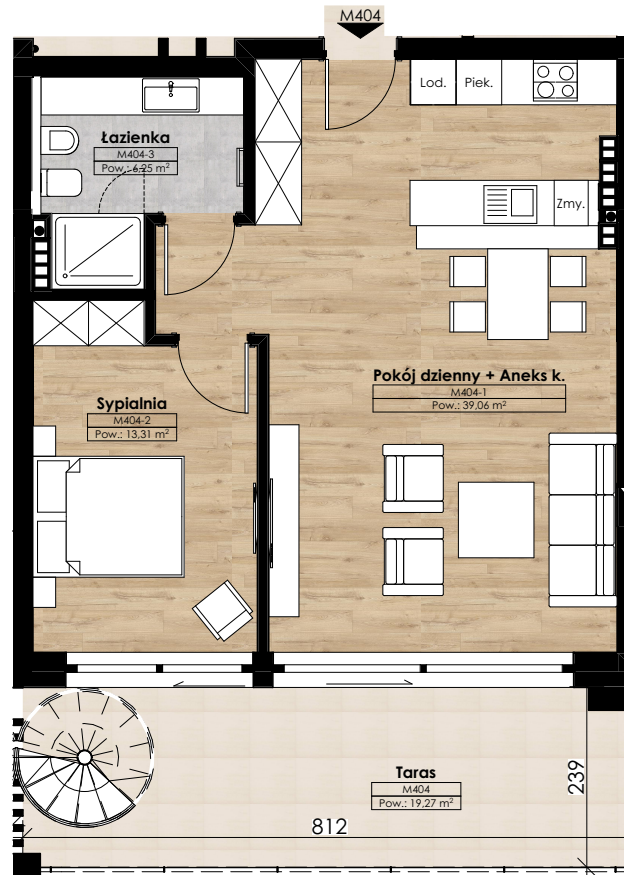 M404
Lod.
Piek.
Łazienka
M404-3
Pow.: 6,25 m²
Zmy.
Pokój dzienny + Aneks k.
M404-1
Pow.: 39,06 m²
Sypialnia
M404-2
Pow.: 13,31 m²
Taras
M404
Pow.: 19,27 m²
239
812